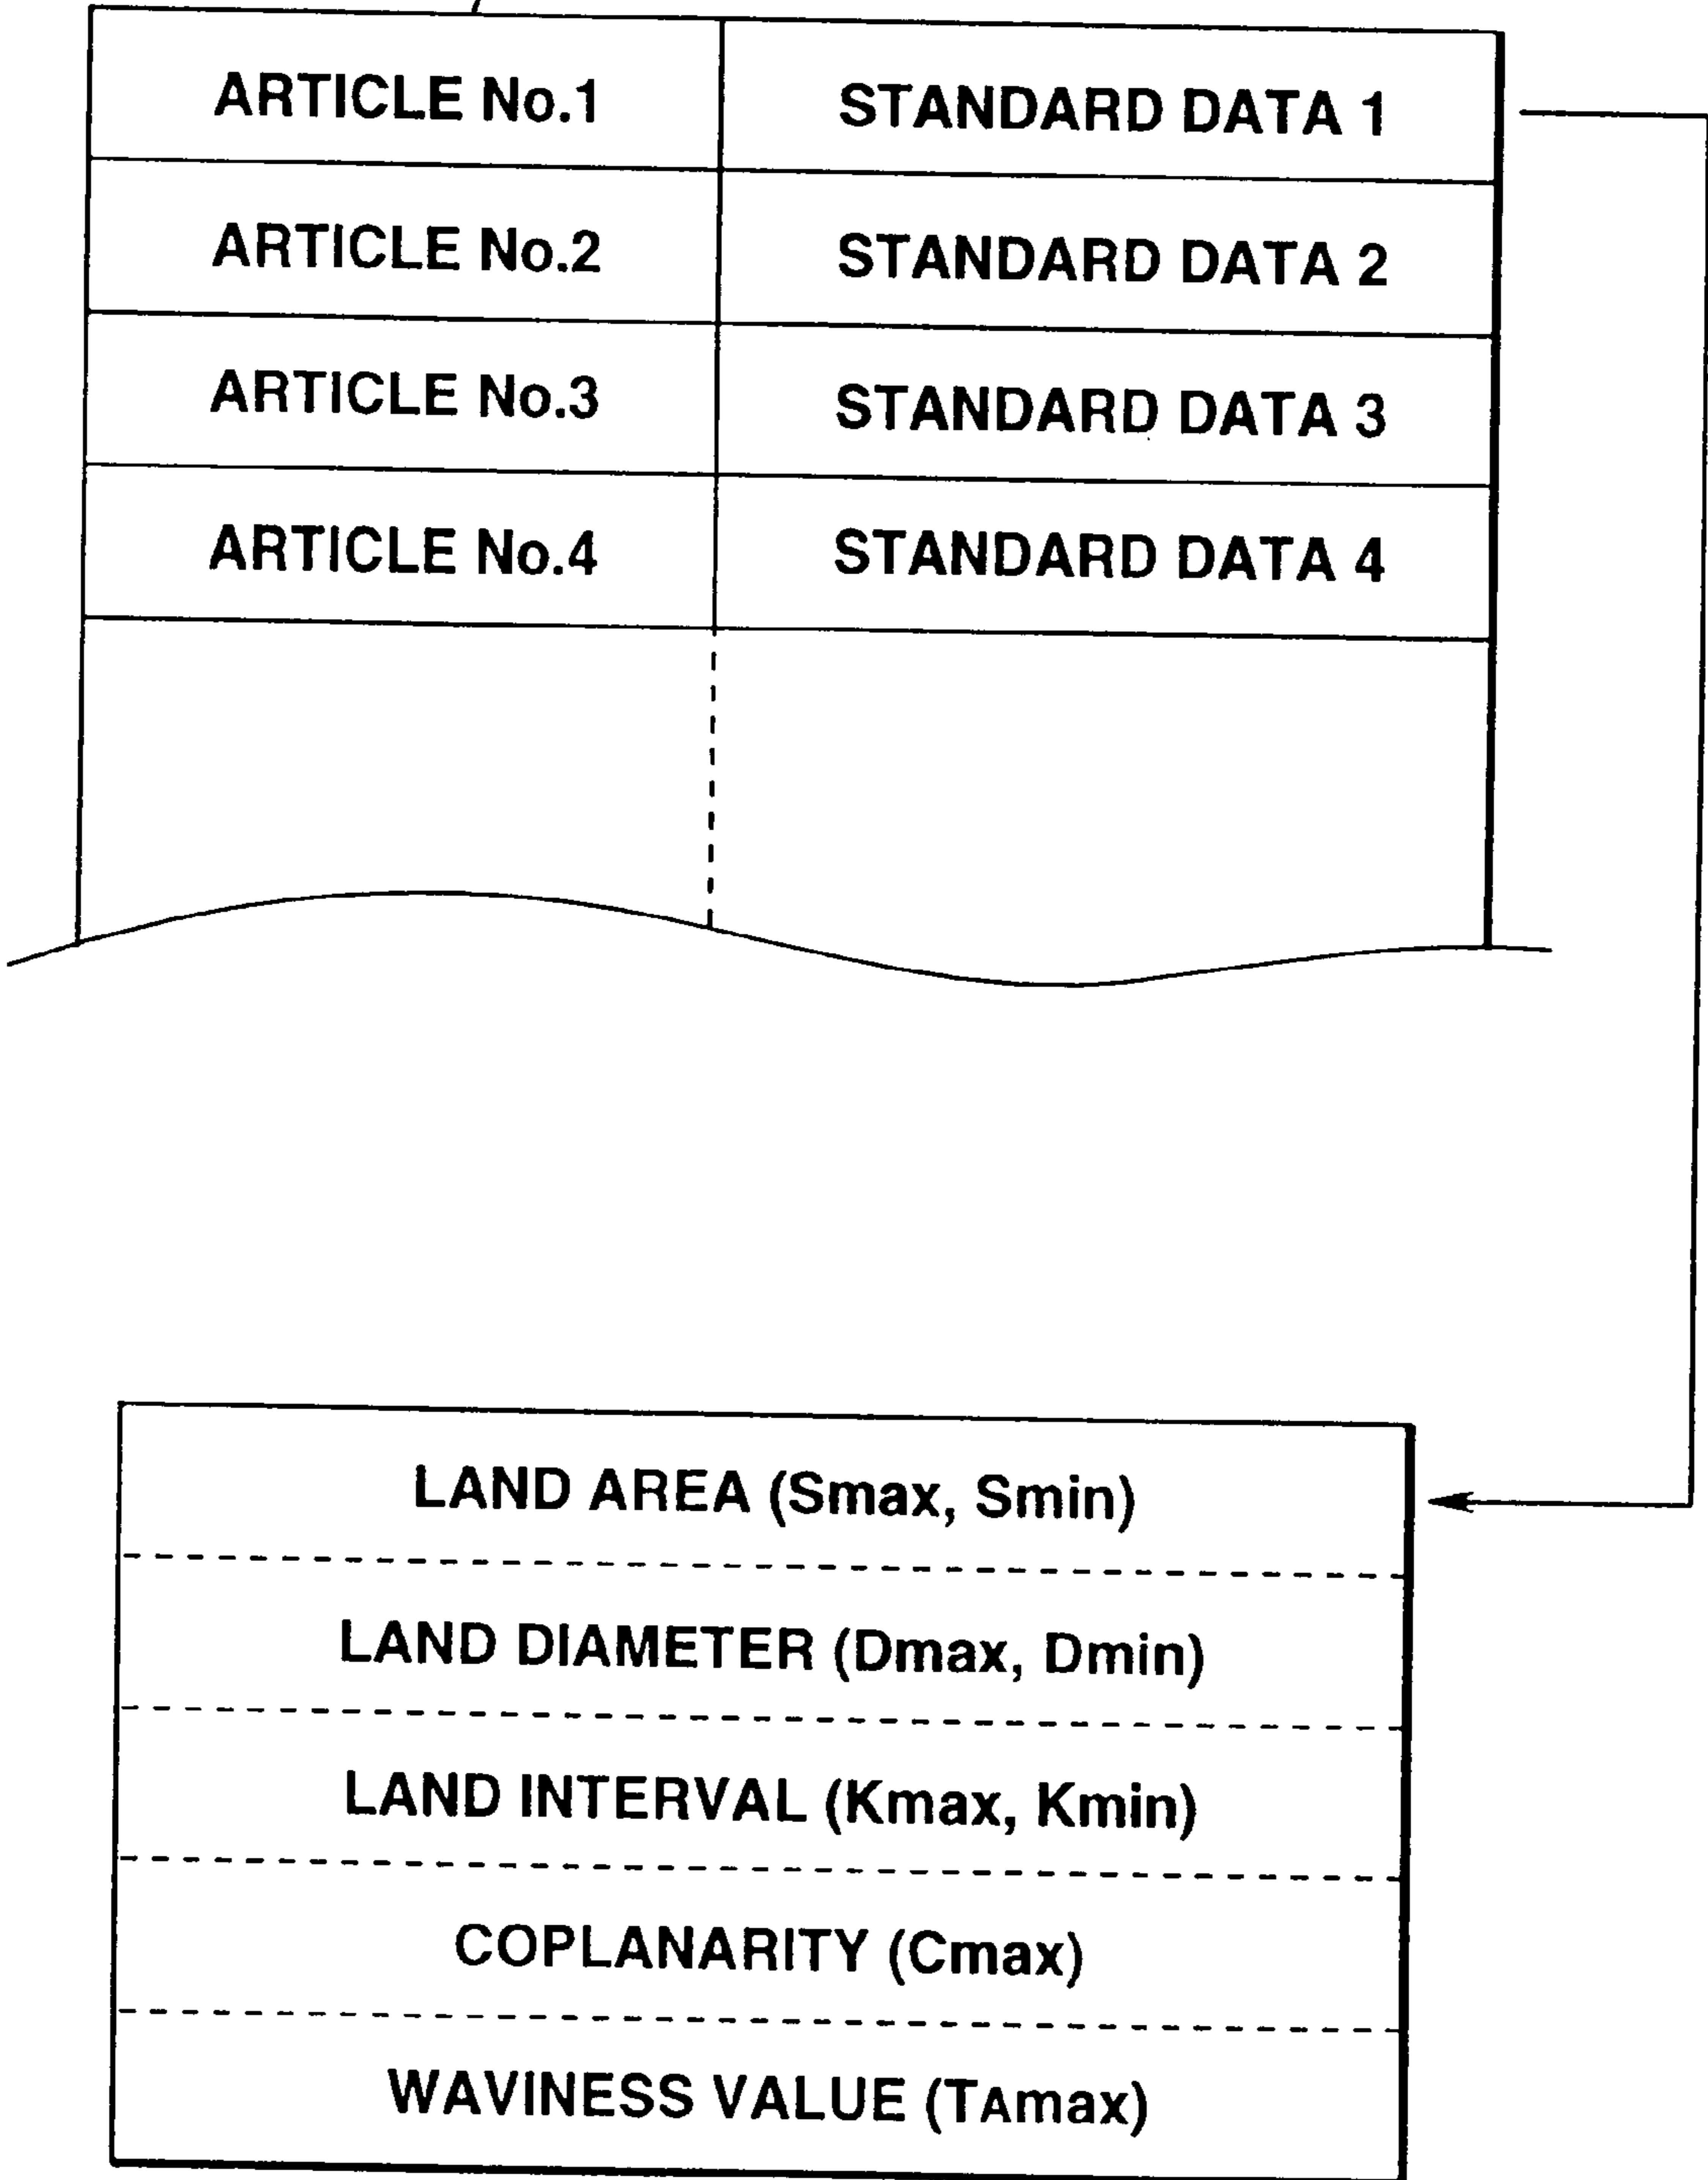 ARTICLE No.1 STANDARD DATA 1
ARTICLE No.2 STANDARD DATA 2
ARTICLE No.3 STANDARD DATA 3
ARTICLE No.4 STANDARD DATA 4
LAND AREA (Smax, Smin)
LAND DIAMETER (Dmax, Dmin)
LAND INTERVAL (Kmax, Kmin)
COPLANARITY (Cmax)
WAVINESS VALUE (TAmax)